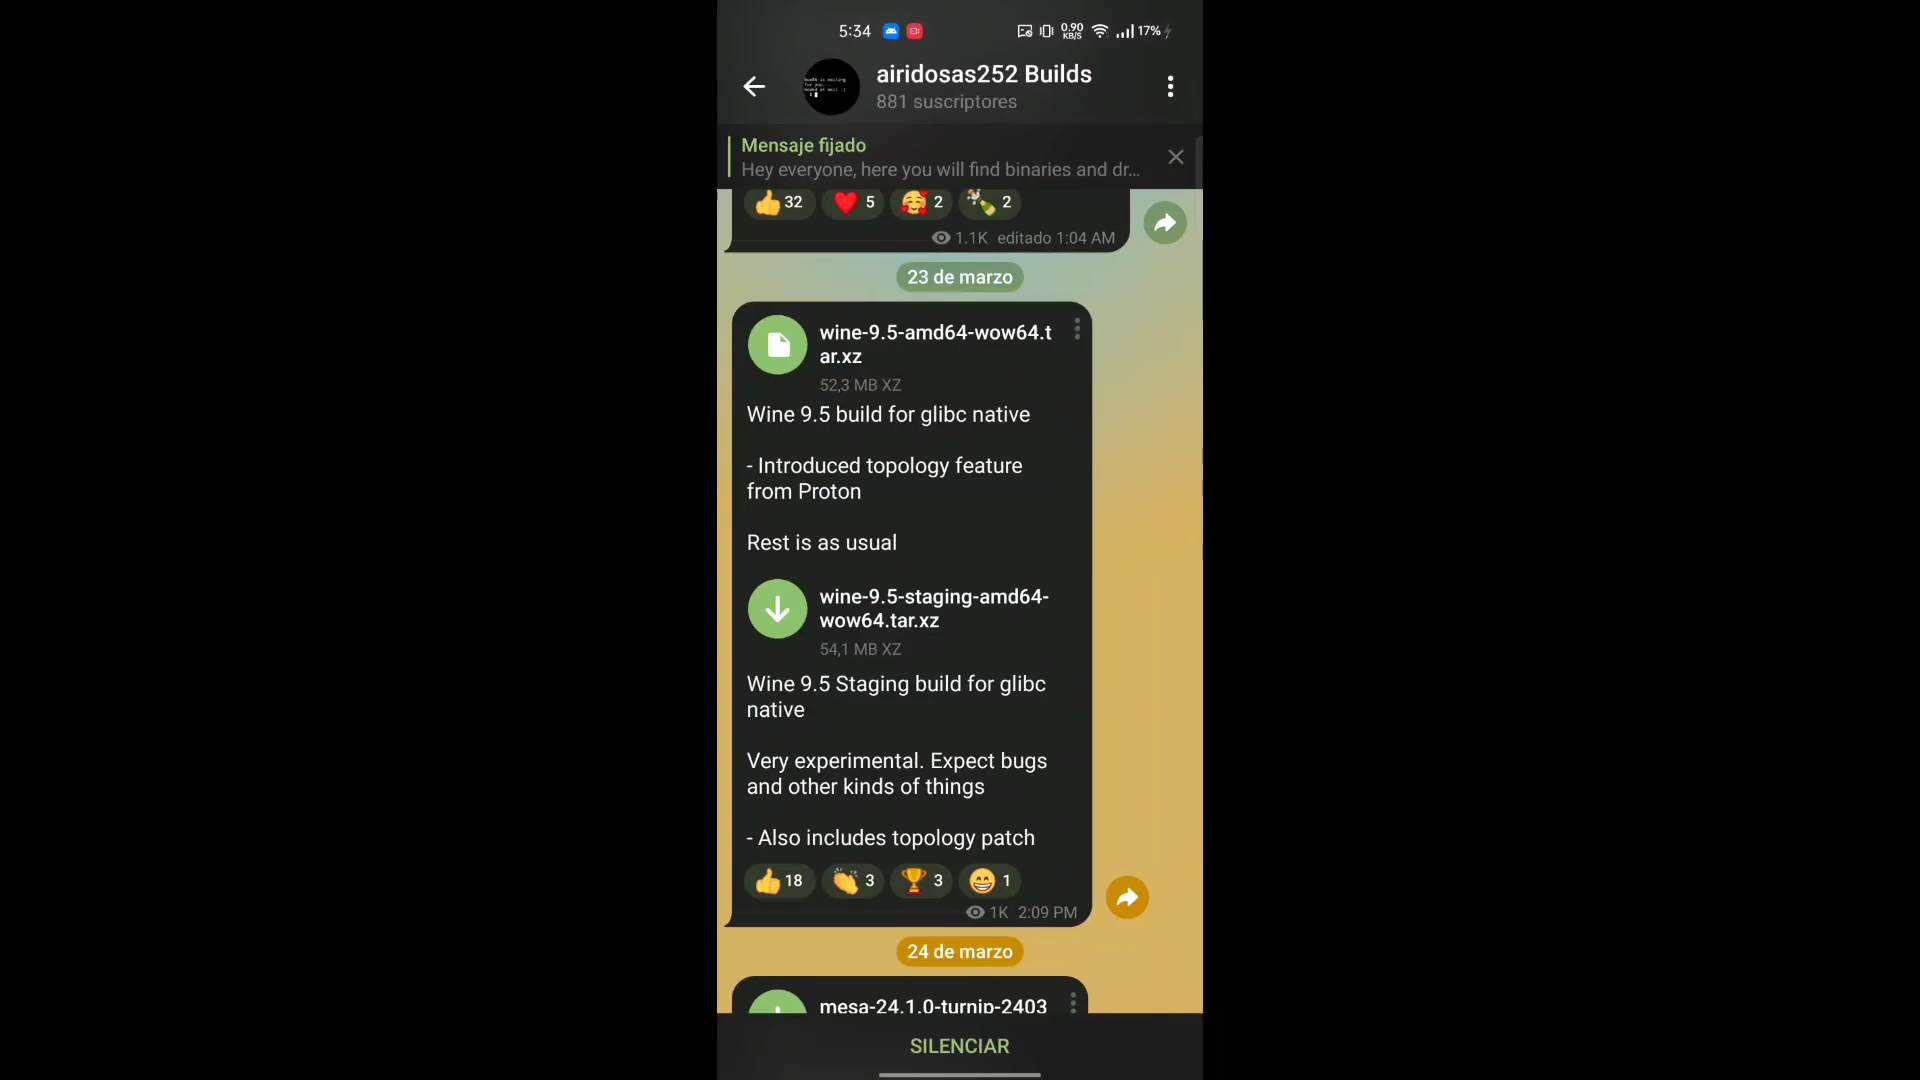 5:34
0.90
KB/S
17%
airidosas252 Builds
881 suscriptores
Mensaje fijado
Hey everyone, here you will find binaries and dr...
32
5
2
2
1.1K editado 1:04 AM
23 de marzo
wine-9.5-amd64-wow64.t
ar.xz
52,3 MB XZ
Wine 9.5 build for glibc native
- Introduced topology feature
from Proton
Rest is as usual
wine-9.5-staging-amd64-
wow64.tar.xz
54,1 MB XZ
Wine 9.5 Staging build for glibc
native
Very experimental. Expect bugs
and other kinds of things
- Also includes topology patch
18
3
3
1
1K 2:09 PM
24 de marzo
mesa-24.1.0-turnip-2403
SILENCIAR